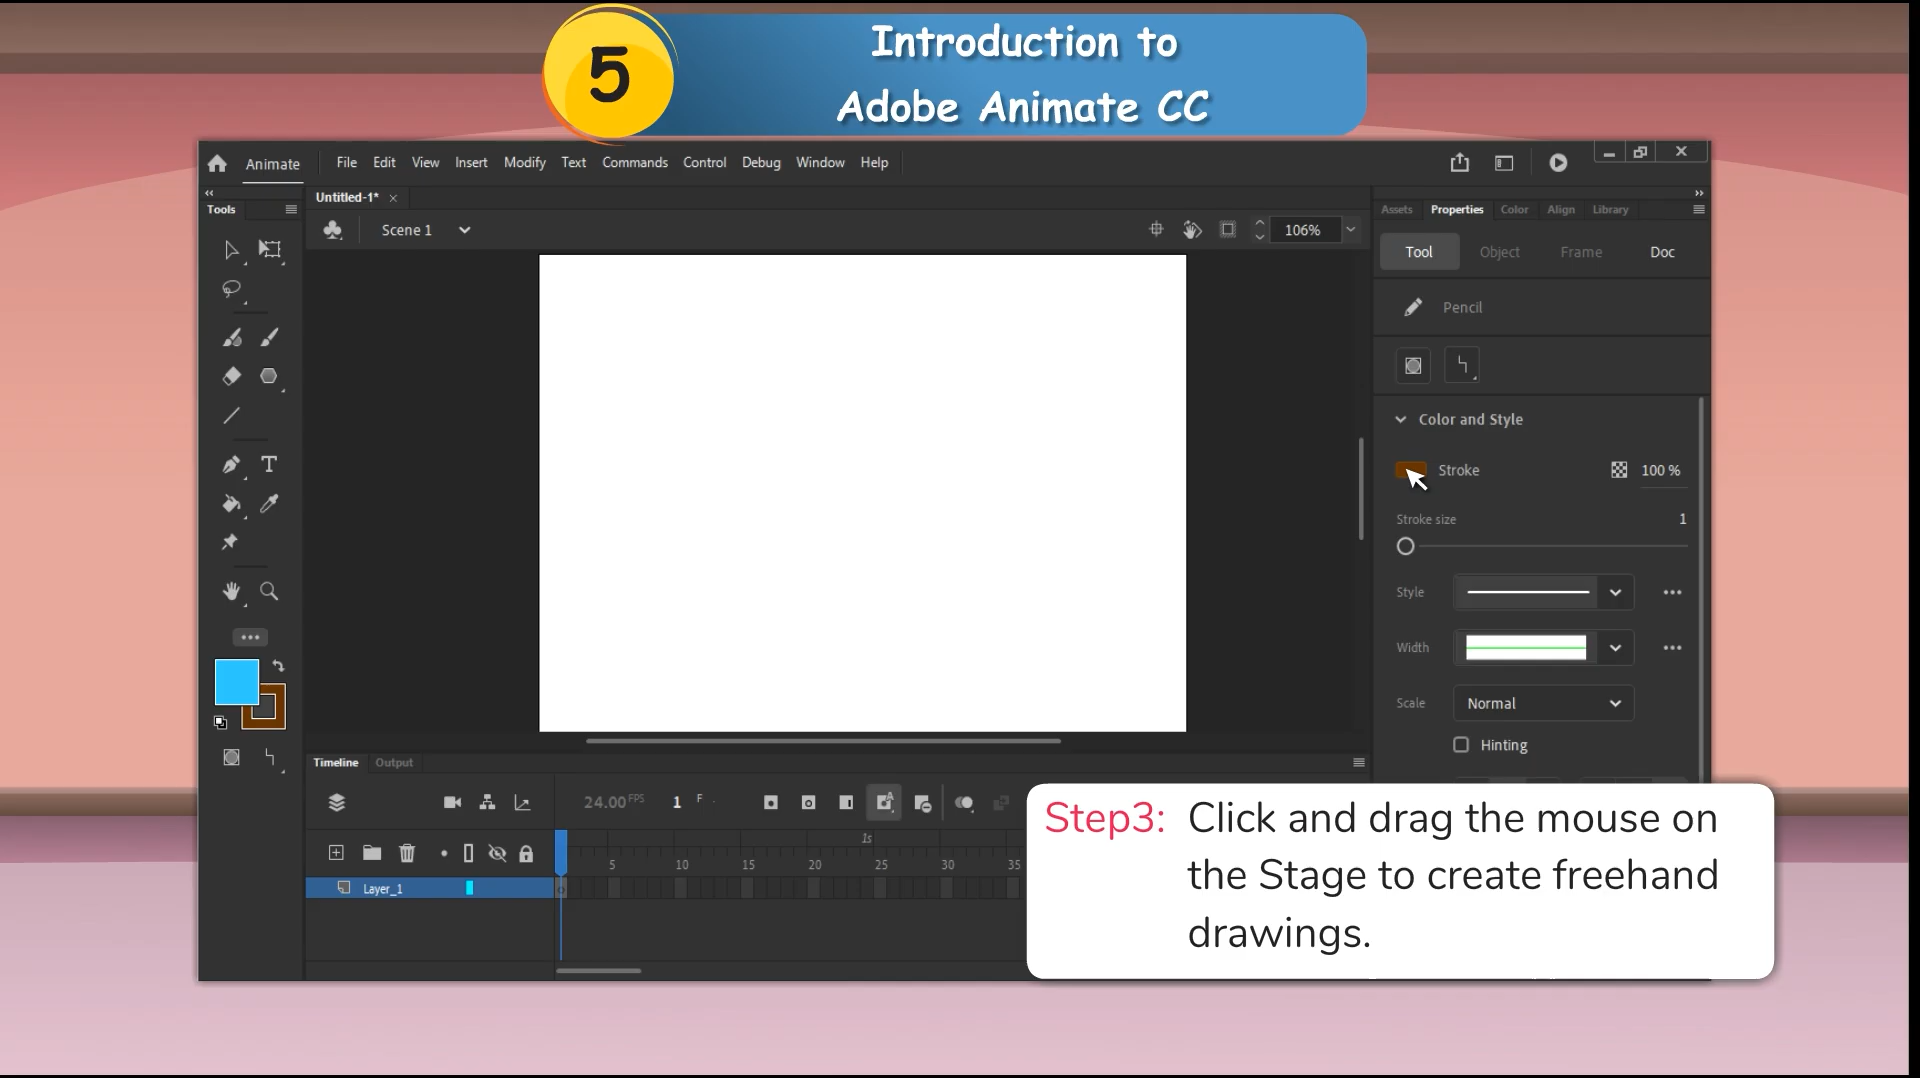 5
Introduction to
Adobe Animate CC
Animate
File Edit View Insert Modify Text Commands Control Debug Window Help
Tools
Untitled-1*
Scene 1
106%
Assets Properties Color Align Library
Tool Object Frame Doc
Pencil
Color and Style
Stroke 100 %
Stroke size 1
Style
Width
Scale Normal
Hinting
Timeline Output
24.00 FPS 1 F
1s
5 10 15 20 25 30 35
Layer_1
Step3: Click and drag the mouse on
the Stage to create freehand
drawings.